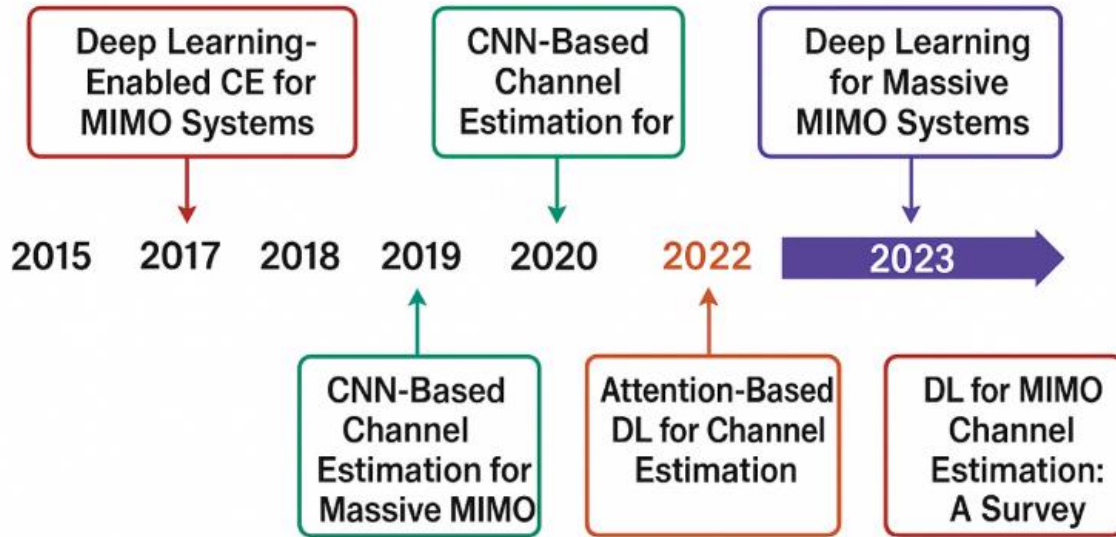 Deep Learning-
Enabled CE for
MIMO Systems
CNN-Based
Channel
Estimation for
Deep Learning
for Massive
MIMO Systems
2015 2017 2018 2019 2020 2022 2023
CNN-Based
Channel
Estimation for
Massive MIMO
Attention-Based
DL for Channel
Estimation
DL for MIMO
Channel
Estimation:
A Survey